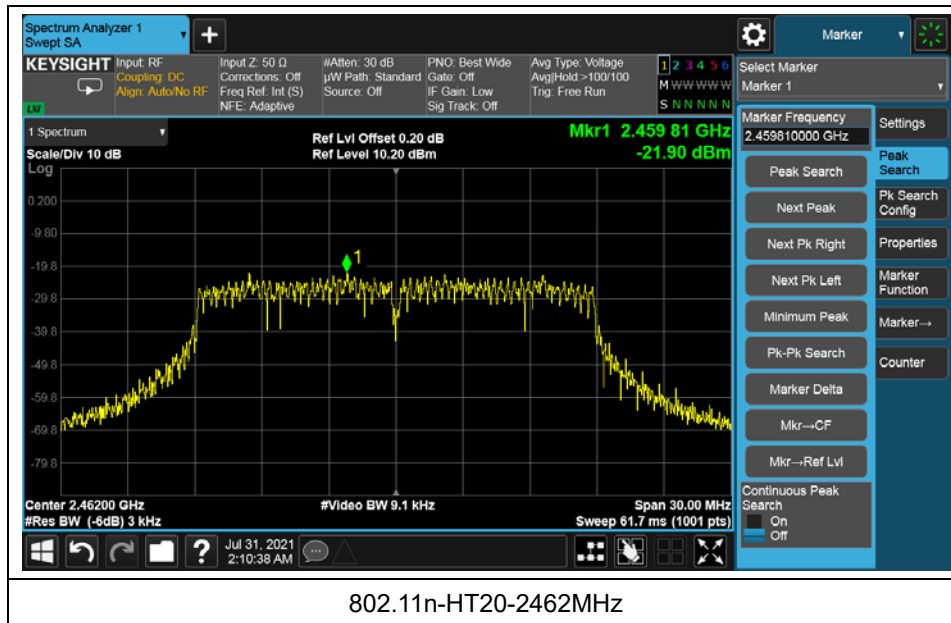 Spectrum Analyzer 1
Swept SA
+
Marker
KEYSIGHT
LXI
Input: RF
Coupling: DC
Align: Auto/No RF
Input Z: 50 Ω
Corrections: Off
Freq Ref: Int (S)
NFE: Adaptive
#Atten: 30 dB
µW Path: Standard
Source: Off
PNO: Best Wide
Gate: Off
IF Gain: Low
Sig Track: Off
Avg Type: Voltage
Avg|Hold:>100/100
Trig: Free Run
1 2 3 4 5 6
M W W W W W
S N N N N N
Select Marker
Marker 1
1 Spectrum
Scale/Div 10 dB
Log
Ref Lvl Offset 0.20 dB
Ref Level 10.20 dBm
Mkr1 2.459 81 GHz
-21.90 dBm
0.200
-9.80
-19.8
-29.8
-39.8
-49.8
-59.8
-69.8
-79.8
1
Center 2.46200 GHz
#Res BW (-6dB) 3 kHz
#Video BW 9.1 kHz
Span 30.00 MHz
Sweep 61.7 ms (1001 pts)
Marker Frequency
2.459810000 GHz
Peak Search
Next Peak
Next Pk Right
Next Pk Left
Minimum Peak
Pk-Pk Search
Marker Delta
Mkr→CF
Mkr→Ref Lvl
Continuous Peak
Search
On
Off
Settings
Peak
Search
Pk Search
Config
Properties
Marker
Function
Marker→
Counter
?
Jul 31, 2021
2:10:38 AM
802.11n-HT20-2462MHz